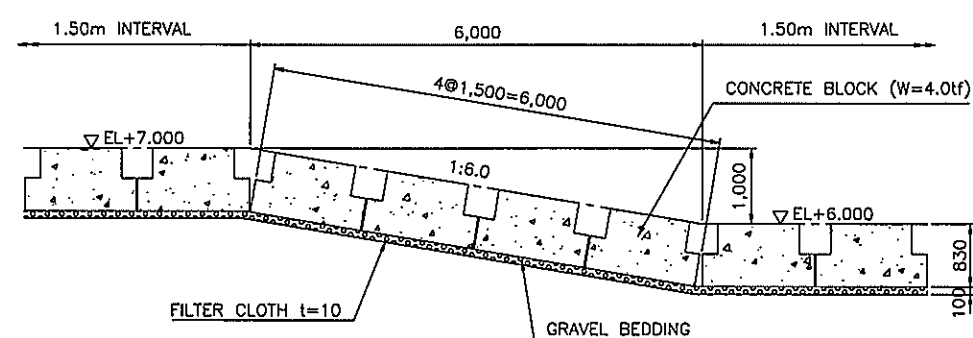 1.50m INTERVAL
6,000
1.50m INTERVAL
4@1,500=6,000
CONCRETE BLOCK (W=4.0tf)
EL+7.000
1:6.0
1,000
EL+6.000
830
100
FILTER CLOTH t=10
GRAVEL BEDDING